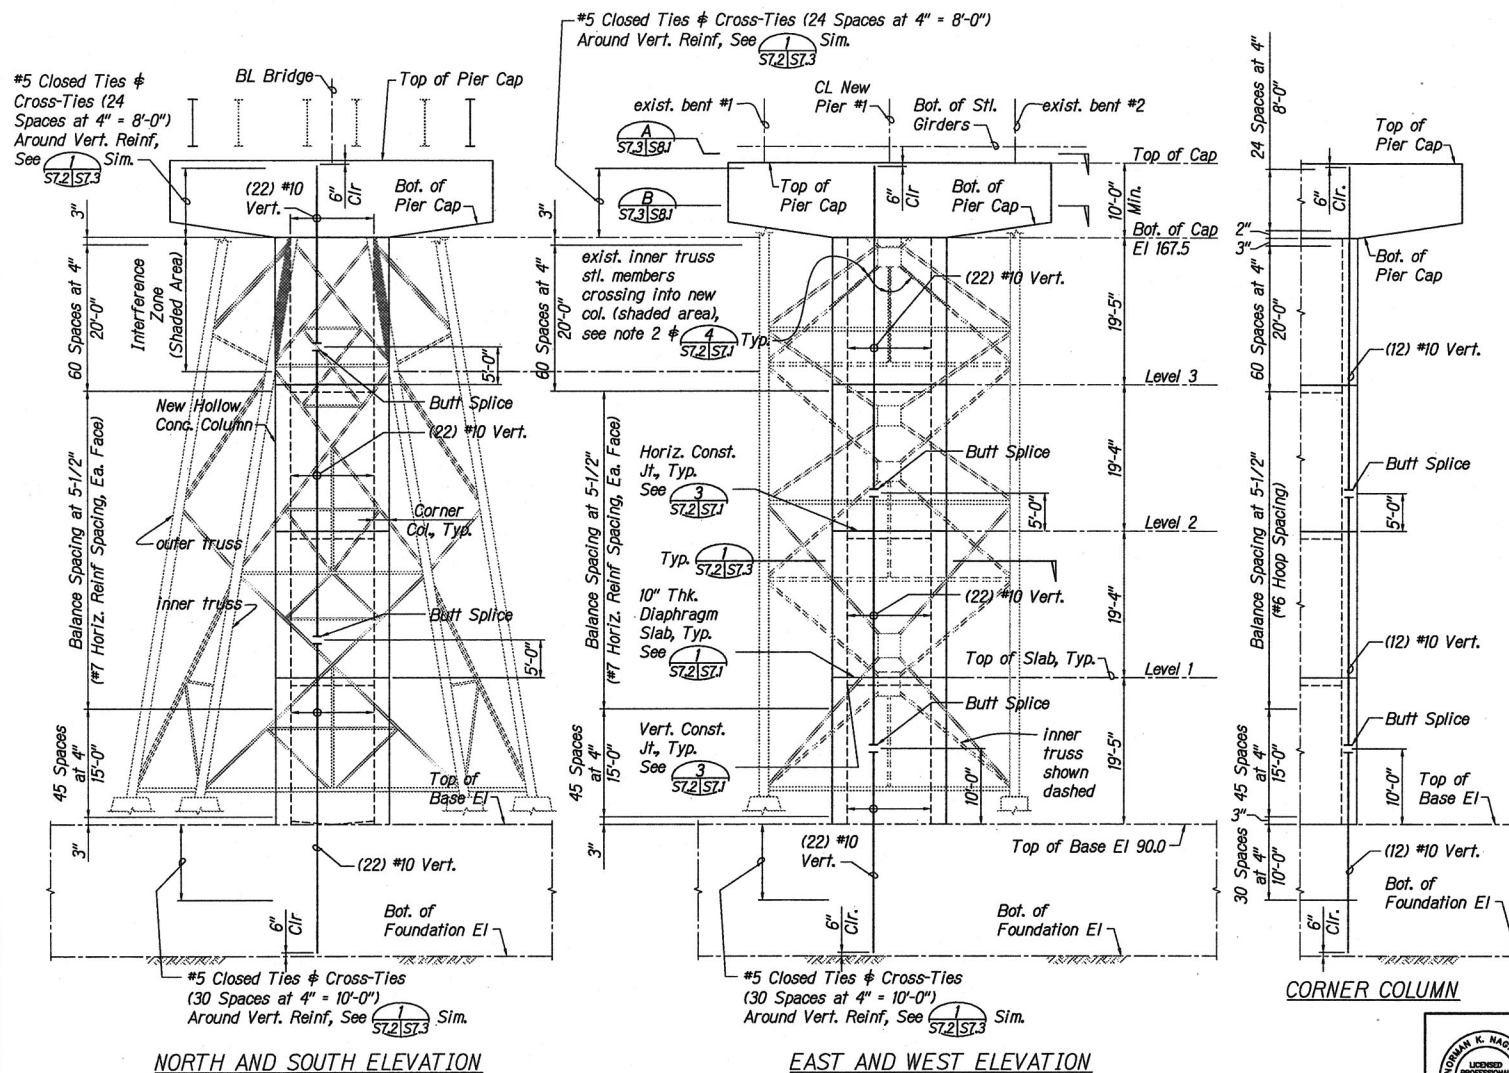 #5 Closed Ties & Cross-Ties (24 Spaces at 4" = 8'-0")
Around Vert. Reinf, See 1 S7.2 S7.3 Sim.
#5 Closed Ties &
Cross-Ties (24
Spaces at 4" = 8'-0")
Around Vert. Reinf,
See 1 S7.2 S7.3 Sim.
BL Bridge
Top of Pier Cap
(22) #10
Vert.
6"
Clr
Bot. of
Pier Cap
3"
60 Spaces at 4"
20'-0"
Interference
Zone
(Shaded Area)
5'-0"
Butt Splice
New Hollow
Conc. Column
(22) #10 Vert.
Balance Spacing at 5-1/2"
(#7 Horiz. Reinf Spacing, Ea. Face)
Corner
Col., Typ.
outer truss
inner truss
Butt Splice
5'-0"
45 Spaces
at 4"
15'-0"
Top of
Base El
3"
(22) #10 Vert.
6"
Clr
Bot. of
Foundation El
#5 Closed Ties & Cross-Ties
(30 Spaces at 4" = 10'-0")
Around Vert. Reinf, See 1 S7.2 S7.3 Sim.
NORTH AND SOUTH ELEVATION
exist. bent #1
CL New
Pier #1
Bot. of Stl.
Girders
exist. bent #2
A
S7.3 S8.1
B
S7.3 S8.1
Top of
Pier Cap
6"
Clr
Bot. of
Pier Cap
Top of Cap
10'-0"
Min.
Bot. of Cap
El 167.5
3"
60 Spaces at 4"
20'-0"
exist. inner truss
stl. members
crossing into new
col. (shaded area),
see note 2 & 4 S7.2 S7.1 Typ.
(22) #10 Vert.
19'-5"
Level 3
Balance Spacing at 5-1/2"
(#7 Horiz. Reinf Spacing, Ea. Face)
Horiz. Const.
Jt., Typ.
See 3 S7.2 S7.1
Butt Splice
5'-0"
19'-4"
Level 2
Typ. 1 S7.2 S7.3
10" Thk.
Diaphragm
Slab, Typ.
See 1 S7.2 S7.1
(22) #10 Vert.
19'-4"
Top of Slab, Typ.
Level 1
Butt Splice
45 Spaces
at 4"
15'-0"
Vert. Const.
Jt., Typ.
See 3 S7.2 S7.1
inner
truss
shown
dashed
10'-0"
19'-5"
3"
(22) #10
Vert.
Top of Base El 90.0
6"
Clr.
Bot. of
Foundation El
#5 Closed Ties & Cross-Ties
(30 Spaces at 4" = 10'-0")
Around Vert. Reinf, See 1 S7.2 S7.3 Sim.
EAST AND WEST ELEVATION
24 Spaces at 4"
8'-0"
Top of
Pier Cap
6"
Clr.
2"
3"
Bot. of
Pier Cap
60 Spaces at 4"
20'-0"
(12) #10 Vert.
Balance Spacing at 5-1/2"
(#6 Hoop Spacing)
Butt Splice
5'-0"
(12) #10 Vert.
Butt Splice
45 Spaces
at 4"
15'-0"
10'-0"
Top of
Base El
3"
30 Spaces
at 4"
10'-0"
(12) #10 Vert.
Bot. of
Foundation El
6"
Clr.
CORNER COLUMN
NORMAN K.
LICENSED